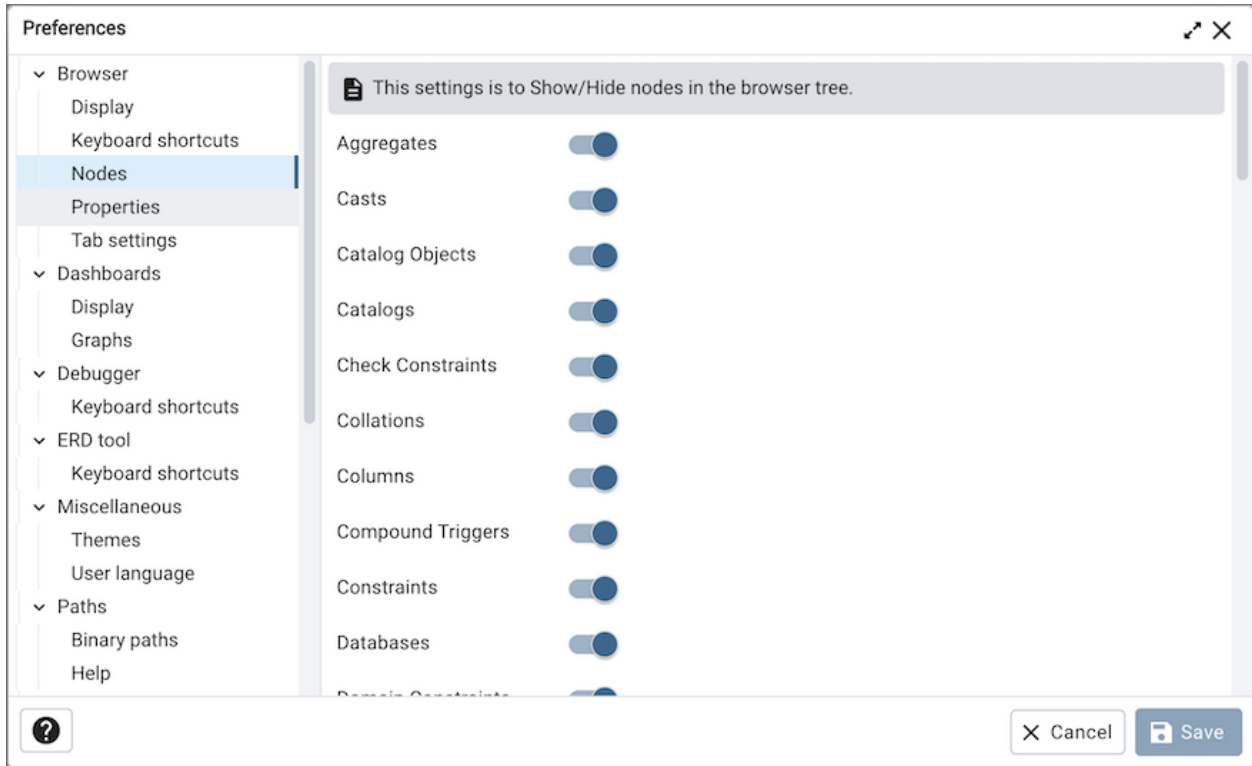 Preferences
Browser
Display
Keyboard shortcuts
Nodes
Properties
Tab settings
Dashboards
Display
Graphs
Debugger
Keyboard shortcuts
ERD tool
Keyboard shortcuts
Miscellaneous
Themes
User language
Paths
Binary paths
Help
This settings is to Show/Hide nodes in the browser tree.
Aggregates
Casts
Catalog Objects
Catalogs
Check Constraints
Collations
Columns
Compound Triggers
Constraints
Databases
Domain Constraints
Cancel
Save